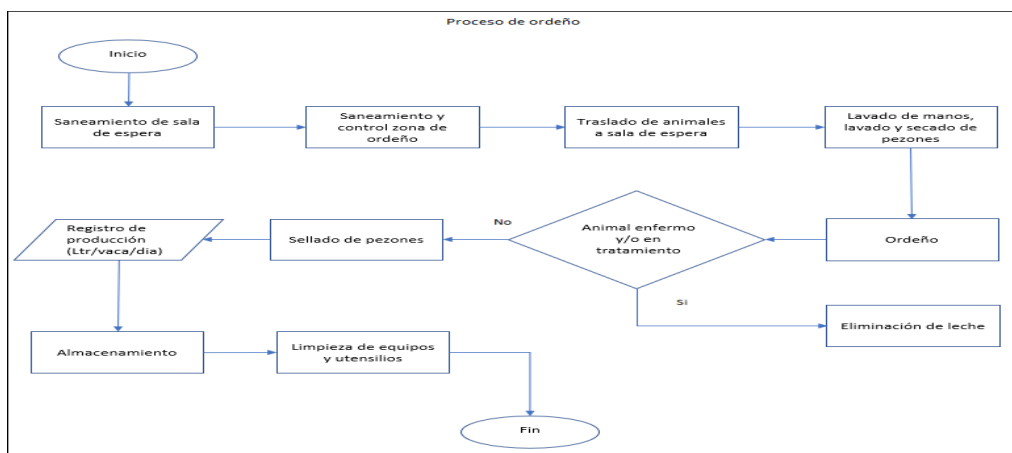 Proceso de ordeño
Inicio
Saneamiento de sala
de espera
Saneamiento y
control zona de
ordeño
Traslado de animales
a sala de espera
Lavado de manos,
lavado y secado de
pezones
Ordeño
Animal enfermo
y/o en
tratamiento
No
Sellado de pezones
Registro de
producción
(Ltr/vaca/dia)
Si
Eliminación de leche
Almacenamiento
Limpieza de equipos
y utensilios
Fin